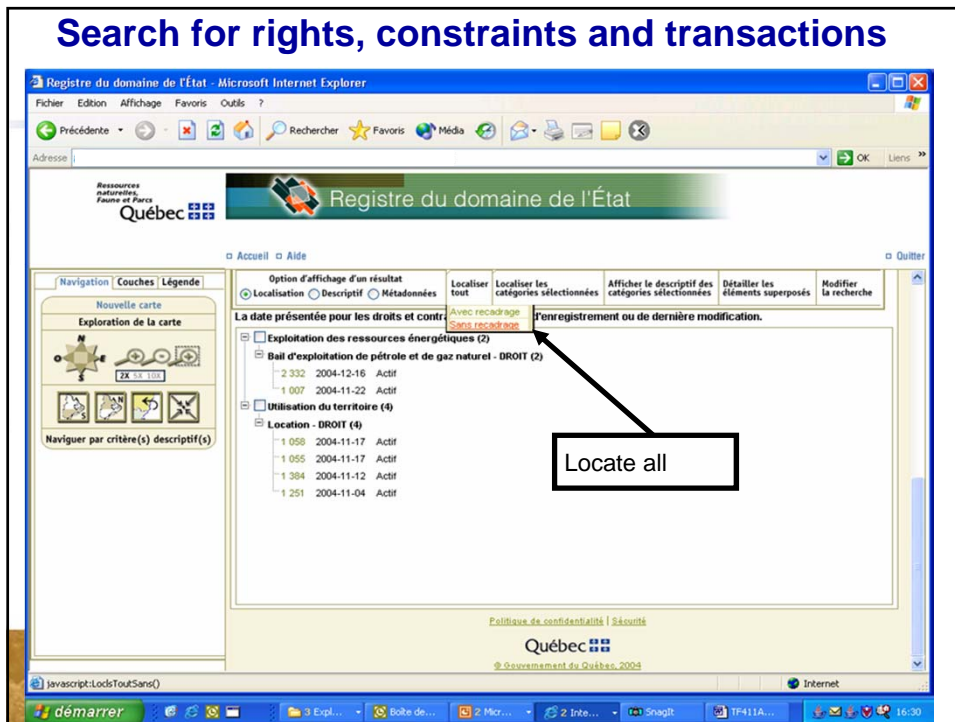 Search for rights, constraints and transactions
Registre du domaine de l'État - Microsoft Internet Explorer
Fichier Edition Affichage Favoris Outils ?
Précédente Rechercher Favoris Média
Adresse OK Liens »
Ressources
naturelles,
Faune et Parcs
Québec
Registre du domaine de l'État
Accueil Aide Quitter
Navigation Couches Légende
Nouvelle carte
Exploration de la carte
N
O E
S
2X 5X 10X
Naviguer par critère(s) descriptif(s)
Option d'affichage d'un résultat
Localisation Descriptif Métadonnées
Localiser
tout
Localiser les
catégories sélectionnées
Afficher le descriptif des
catégories sélectionnées
Détailler les
éléments superposés
Modifier
la recherche
Avec recadrage
Sans recadrage
La date présentée pour les droits et contra d'enregistrement ou de dernière modification.
Exploitation des ressources énergétiques (2)
Bail d'exploitation de pétrole et de gaz naturel - DROIT (2)
2 332 2004-12-16 Actif
1 007 2004-11-22 Actif
Utilisation du territoire (4)
Location - DROIT (4)
1 058 2004-11-17 Actif
1 055 2004-11-17 Actif
1 384 2004-11-12 Actif
1 251 2004-11-04 Actif
Locate all
Politique de confidentialité | Sécurité
Québec
© Gouvernement du Québec, 2004
javascript:LoclsToutSans() Internet
démarrer 3 Expl... Boîte de... 2 Micr... 2 Inte... SnagIt TF411A... 16:30